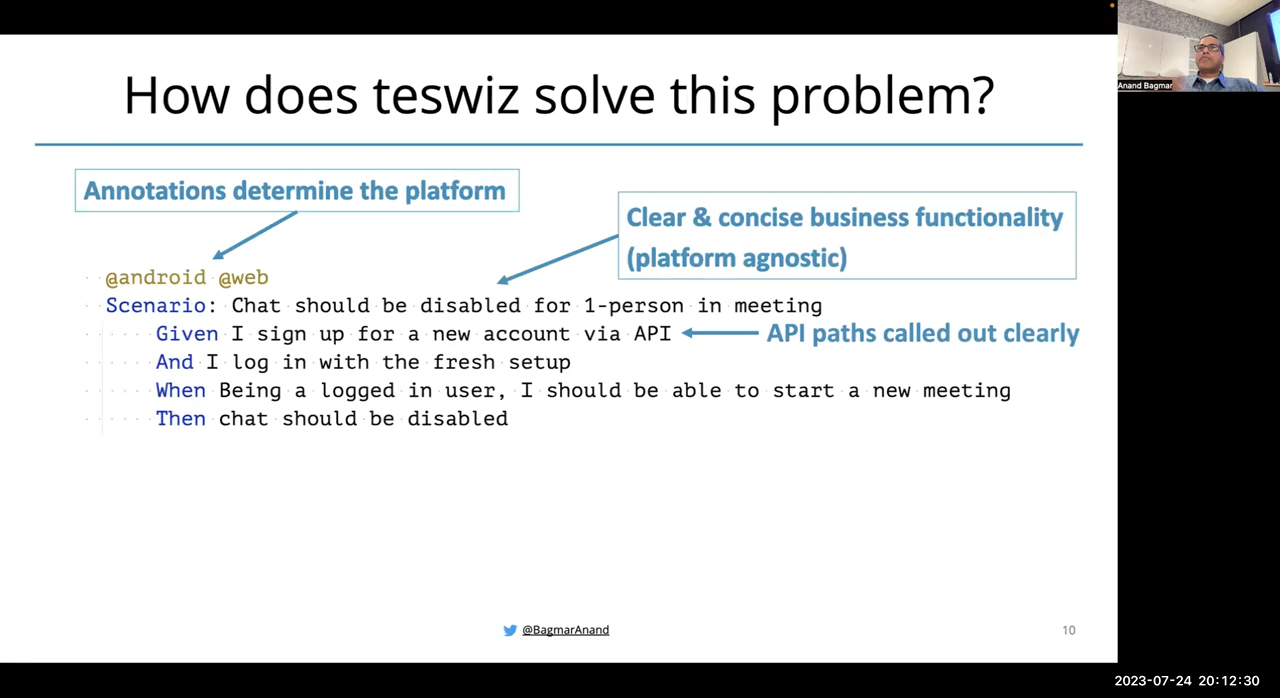 How does teswiz solve this problem?
Annotations determine the platform
Clear & concise business functionality
(platform agnostic)
@android @web
Scenario: Chat should be disabled for 1-person in meeting
Given I sign up for a new account via API
API paths called out clearly
And I log in with the fresh setup
When Being a logged in user, I should be able to start a new meeting
Then chat should be disabled
@BagmarAnand
10
Anand Bagmar
2023-07-24 20:12:30